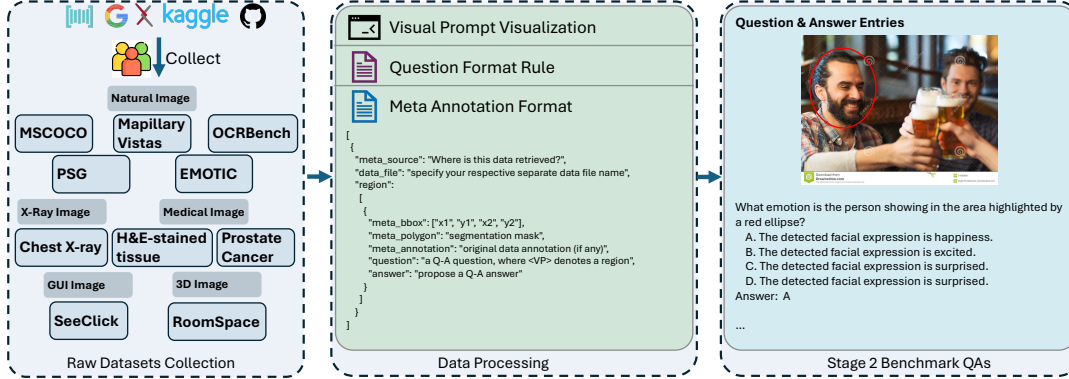 kaggle
Collect
Natural Image
MSCOCO
Mapillary
Vistas
OCRBench
PSG
EMOTIC
X-Ray Image
Medical Image
Chest X-ray
H&E-stained
tissue
Prostate
Cancer
GUI Image
3D Image
SeeClick
RoomSpace
Raw Datasets Collection
Visual Prompt Visualization
Question Format Rule
Meta Annotation Format
[
{
"meta_source": "Where is this data retrieved?",
"data_file": "specify your respective separate data file name",
"region":
[
{
"meta_bbox": ["x1", "y1", "x2", "y2"],
"meta_polygon": "segmentation mask",
"meta_annotation": "original data annotation (if any)",
"question": "a Q-A question, where <VP> denotes a region",
"answer": "propose a Q-A answer"
}
]
}
]
Data Processing
Question & Answer Entries
What emotion is the person showing in the area highlighted by
a red ellipse?
A. The detected facial expression is happiness.
B. The detected facial expression is excited.
C. The detected facial expression is surprised.
D. The detected facial expression is surprised.
Answer: A
...
Stage 2 Benchmark QAs